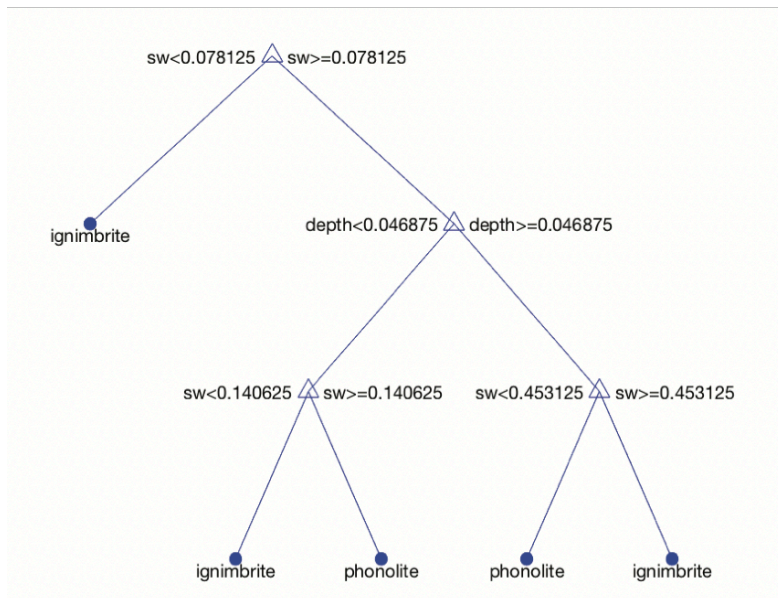 sw<0.078125 sw>=0.078125
ignimbrite
depth<0.046875 depth>=0.046875
sw<0.140625 sw>=0.140625 sw<0.453125 sw>=0.453125
ignimbrite phonolite phonolite ignimbrite